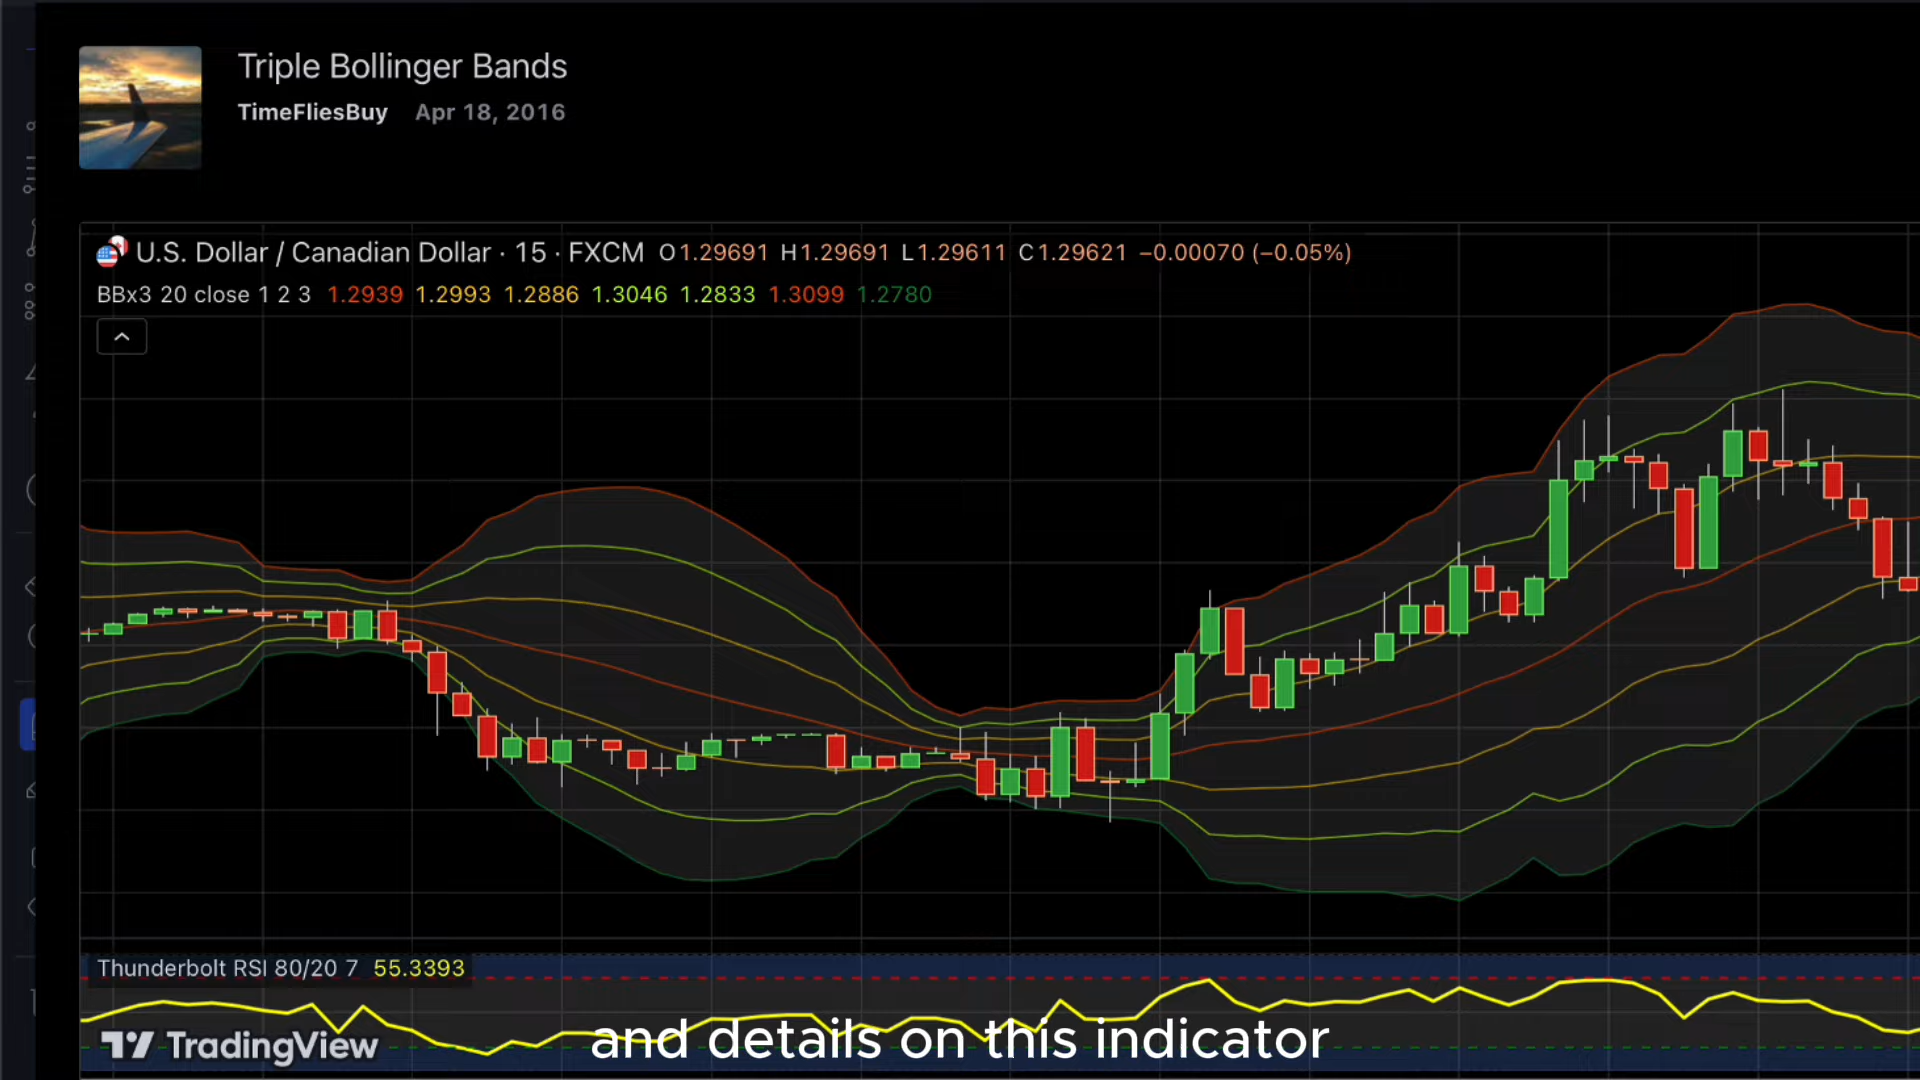 Triple Bollinger Bands
TimeFliesBuy Apr 18, 2016
U.S. Dollar / Canadian Dollar · 15 · FXCM O1.29691 H1.29691 L1.29611 C1.29621 −0.00070 (−0.05%)
BBx3 20 close 1 2 3 1.2939 1.2993 1.2886 1.3046 1.2833 1.3099 1.2780
Thunderbolt RSI 80/20 7 55.3393
TradingView
and details on this indicator